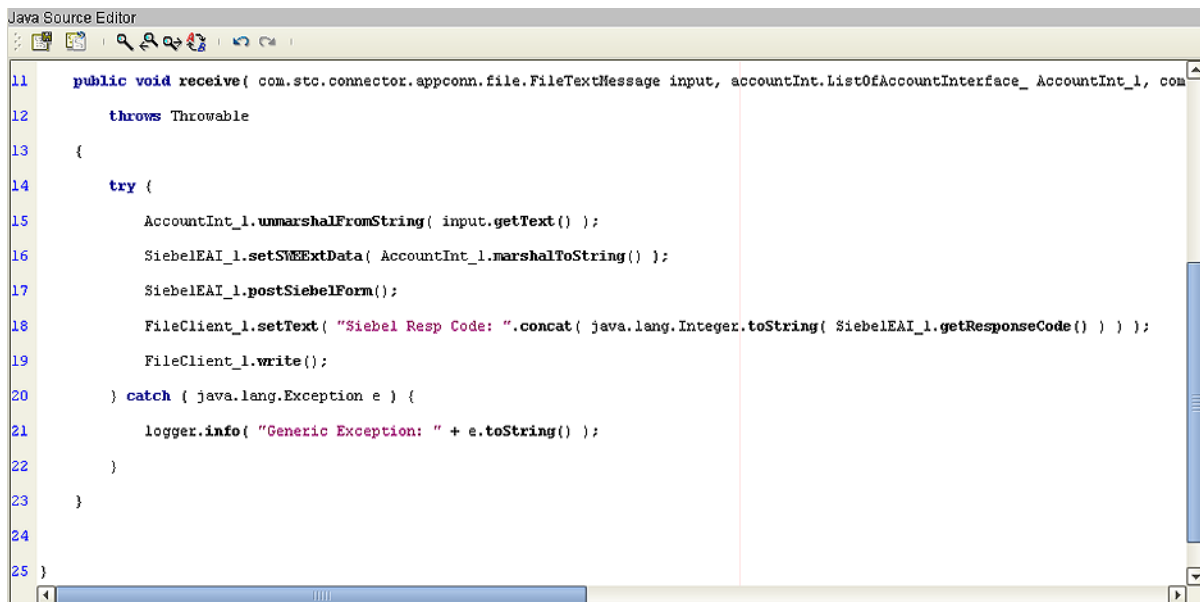 Java Source Editor
11 public void receive( com.stc.connector.appconn.file.FileTextMessage input, accountInt.ListOfAccountInterface_ AccountInt_1, com
12 throws Throwable
13 {
14 try {
15 AccountInt_1.unmarshalFromString( input.getText() );
16 SiebelEAI_1.setSWEExtData( AccountInt_1.marshalToString() );
17 SiebelEAI_1.postSiebelForm();
18 FileClient_1.setText( "Siebel Resp Code: ".concat( java.lang.Integer.toString( SiebelEAI_1.getResponseCode() ) ) );
19 FileClient_1.write();
20 } catch ( java.lang.Exception e ) {
21 logger.info( "Generic Exception: " + e.toString() );
22 }
23 }
24
25 }